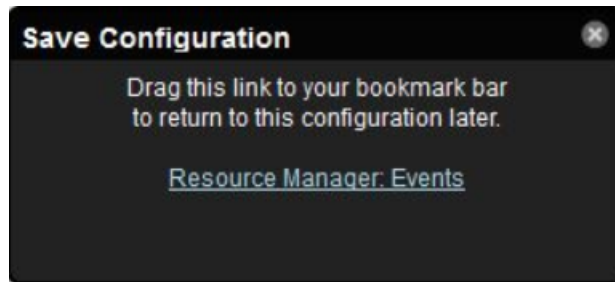 Save Configuration
Drag this link to your bookmark bar
to return to this configuration later.
Resource Manager: Events